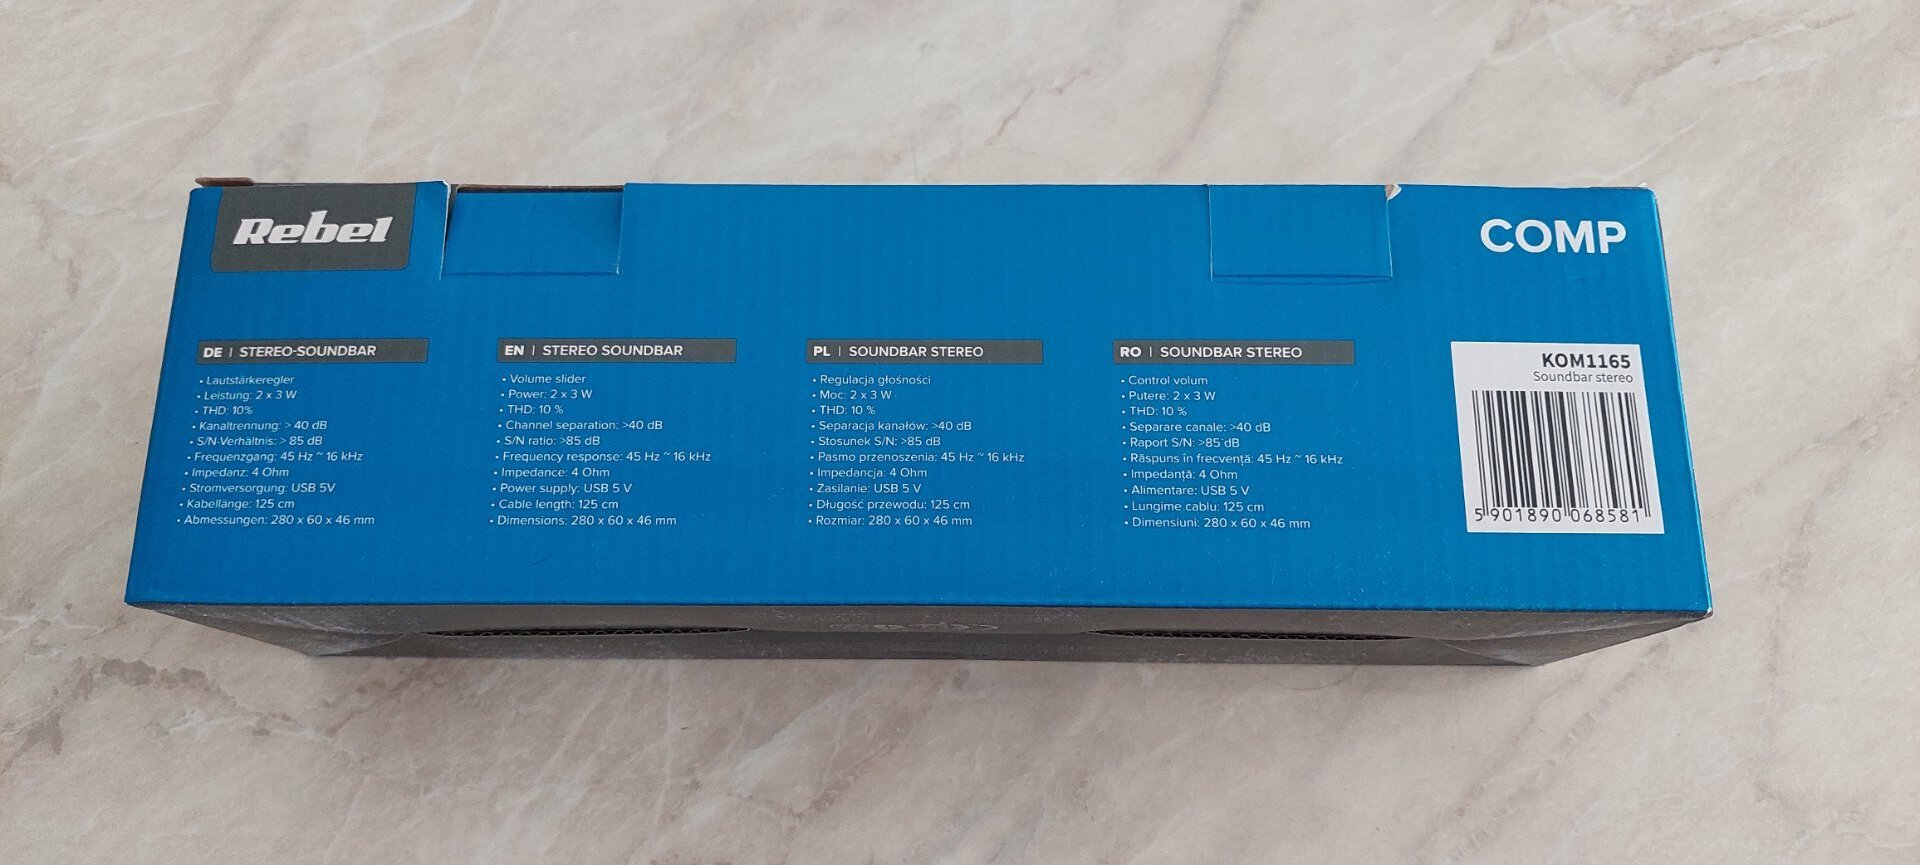 Rebel
COMP
DE | STEREO-SOUNDBAR
• Lautstärkeregler
• Leistung: 2 x 3 W
• THD: 10%
• Kanaltrennung: > 40 dB
• S/N-Verhältnis: > 85 dB
• Frequenzgang: 45 Hz ~ 16 kHz
• Impedanz: 4 Ohm
• Stromversorgung: USB 5V
• Kabellänge: 125 cm
• Abmessungen: 280 x 60 x 46 mm
EN | STEREO SOUNDBAR
• Volume slider
• Power: 2 x 3 W
• THD: 10 %
• Channel separation: >40 dB
• S/N ratio: >85 dB
• Frequency response: 45 Hz ~ 16 kHz
• Impedance: 4 Ohm
• Power supply: USB 5 V
• Cable length: 125 cm
• Dimensions: 280 x 60 x 46 mm
PL | SOUNDBAR STEREO
• Regulacja głośności
• Moc: 2 x 3 W
• THD: 10 %
• Separacja kanałów: >40 dB
• Stosunek S/N: >85 dB
• Pasmo przenoszenia: 45 Hz ~ 16 kHz
• Impedancja: 4 Ohm
• Zasilanie: USB 5 V
• Długość przewodu: 125 cm
• Rozmiar: 280 x 60 x 46 mm
RO | SOUNDBAR STEREO
• Control volum
• Putere: 2 x 3 W
• THD: 10 %
• Separare canale: >40 dB
• Raport S/N: >85 dB
• Răspuns în frecvență: 45 Hz ~ 16 kHz
• Impedanță: 4 Ohm
• Alimentare: USB 5 V
• Lungime cablu: 125 cm
• Dimensiuni: 280 x 60 x 46 mm
KOM1165
Soundbar stereo
5 901890 068581